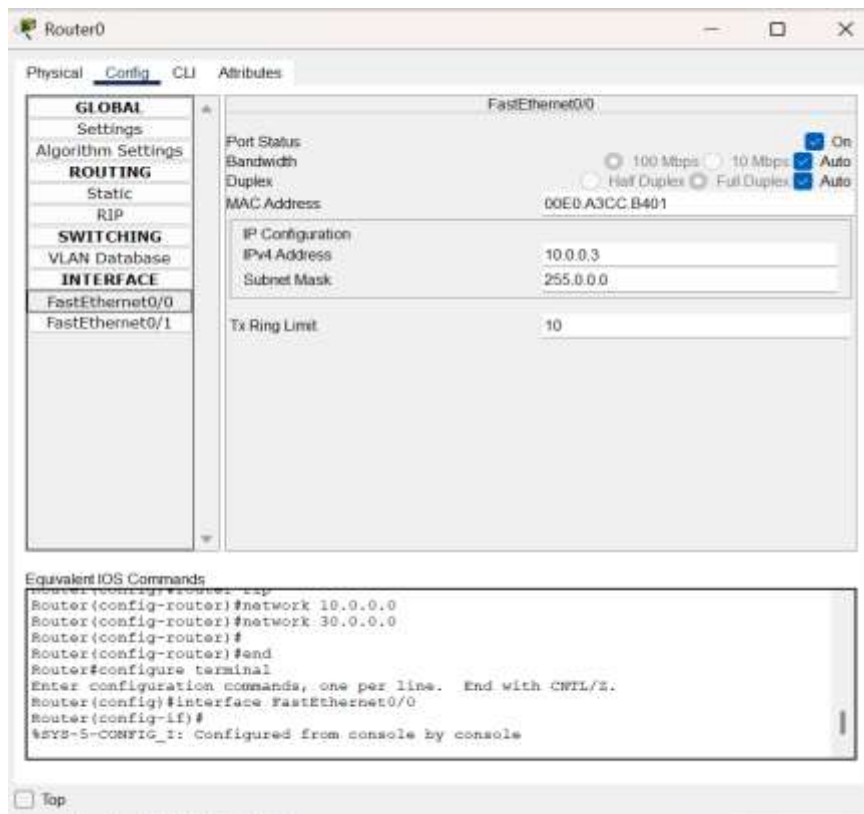 Router0
Physical Config CLI Attributes
GLOBAL
Settings
Algorithm Settings
ROUTING
Static
RIP
SWITCHING
VLAN Database
INTERFACE
FastEthernet0/0
FastEthernet0/1
FastEthernet0/0
Port Status On
Bandwidth 100 Mbps 10 Mbps Auto
Duplex Half Duplex Full Duplex Auto
MAC Address 00E0.A3CC.B401
IP Configuration
IPv4 Address 10.0.0.3
Subnet Mask 255.0.0.0
Tx Ring Limit 10
Equivalent IOS Commands
Router(config)#router rip
Router(config-router)#network 10.0.0.0
Router(config-router)#network 30.0.0.0
Router(config-router)#
Router(config-router)#end
Router#configure terminal
Enter configuration commands, one per line. End with CNTL/Z.
Router(config)#interface FastEthernet0/0
Router(config-if)#
%SYS-5-CONFIG_I: Configured from console by console
Top